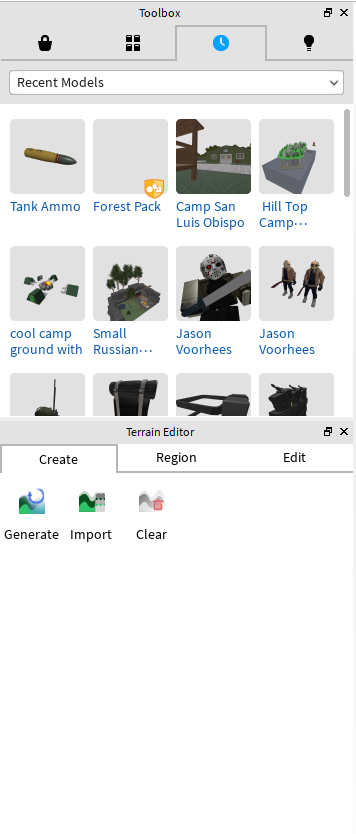 Toolbox
Recent Models
Tank Ammo
Forest Pack
Camp San
Luis Obispo
Hill Top
Camp···
cool camp
ground with
Small
Russian···
Jason
Voorhees
Jason
Voorhees
Terrain Editor
Create
Region
Edit
Generate
Import
Clear